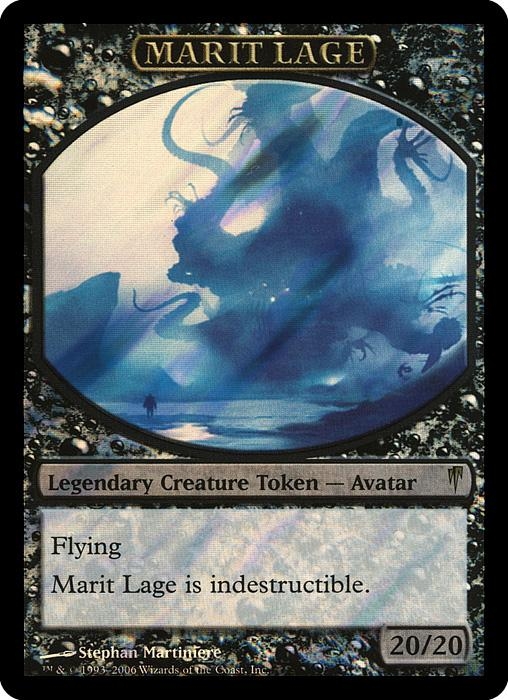 MARIT LAGE
Legendary Creature Token — Avatar
Flying
Marit Lage is indestructible.
20/20
Stephan Martiniere
™ & © 1993–2006 Wizards of the Coast, Inc.